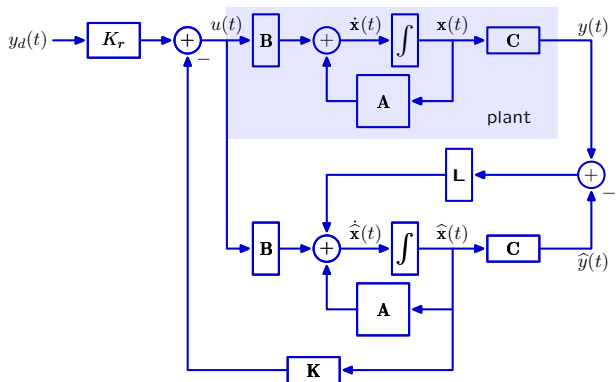 y_d(t) K_r + − u(t) B + ẋ(t) ∫ x(t) C y(t)
A
plant
L + −
B + x̂̇(t) ∫ x̂(t) C ŷ(t)
A
K